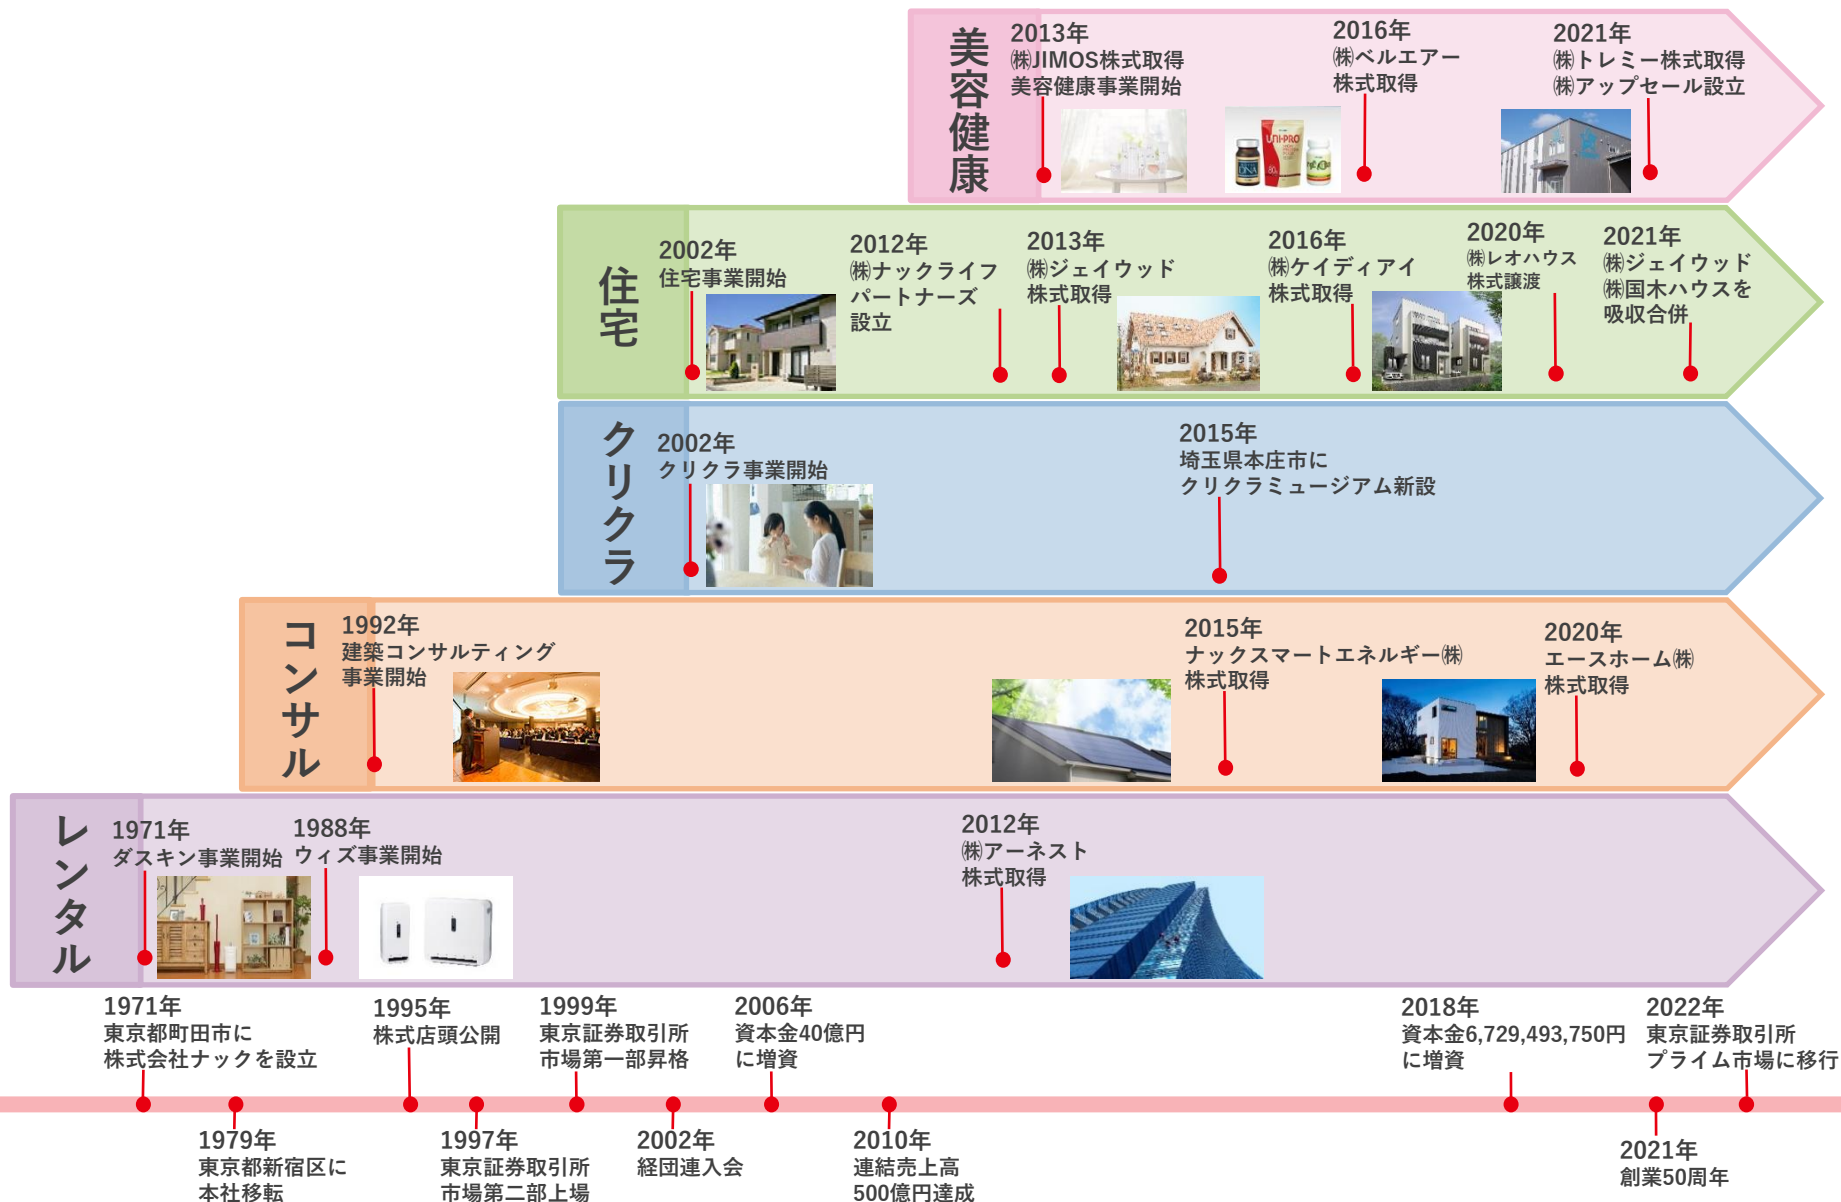 美容健康
2013年
㈱JIMOS株式取得
美容健康事業開始
2016年
㈱ベルエアー
株式取得
2021年
㈱トレミー株式取得
㈱アップセール設立
UNI-PRO
DNA
住宅
2002年
住宅事業開始
2012年
㈱ナックライフ
パートナーズ
設立
2013年
㈱ジェイウッド
株式取得
2016年
㈱ケイディアイ
株式取得
2020年
㈱レオハウス
株式譲渡
2021年
㈱ジェイウッド
㈱国木ハウスを
吸収合併
クリクラ
2002年
クリクラ事業開始
2015年
埼玉県本庄市に
クリクラミュージアム新設
コンサル
1992年
建築コンサルティング
事業開始
2015年
ナックスマートエネルギー㈱
株式取得
2020年
エースホーム㈱
株式取得
レンタル
1971年
ダスキン事業開始
1988年
ウィズ事業開始
2012年
㈱アーネスト
株式取得
1971年
東京都町田市に
株式会社ナックを設立
1995年
株式店頭公開
1999年
東京証券取引所
市場第一部昇格
2006年
資本金40億円
に増資
2018年
資本金6,729,493,750円
に増資
2022年
東京証券取引所
プライム市場に移行
1979年
東京都新宿区に
本社移転
1997年
東京証券取引所
市場第二部上場
2002年
経団連入会
2010年
連結売上高
500億円達成
2021年
創業50周年